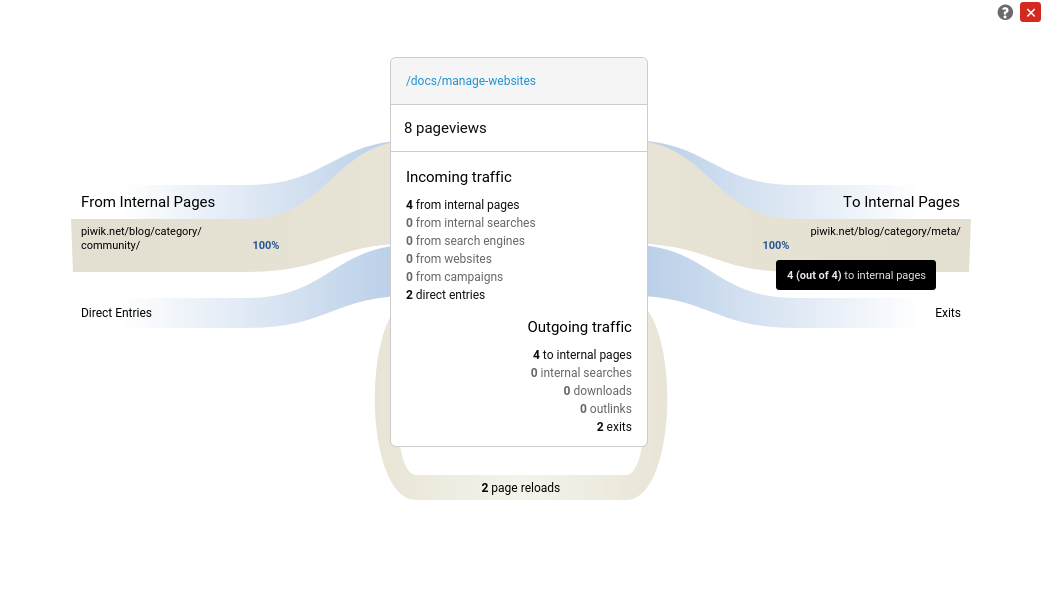 /docs/manage-websites
8 pageviews
Incoming traffic
4 from internal pages
0 from internal searches
0 from search engines
0 from websites
0 from campaigns
2 direct entries
Outgoing traffic
4 to internal pages
0 internal searches
0 downloads
0 outlinks
2 exits
2 page reloads
From Internal Pages
piwik.net/blog/category/
community/
100%
Direct Entries
To Internal Pages
piwik.net/blog/category/meta/
100%
4 (out of 4) to internal pages
Exits